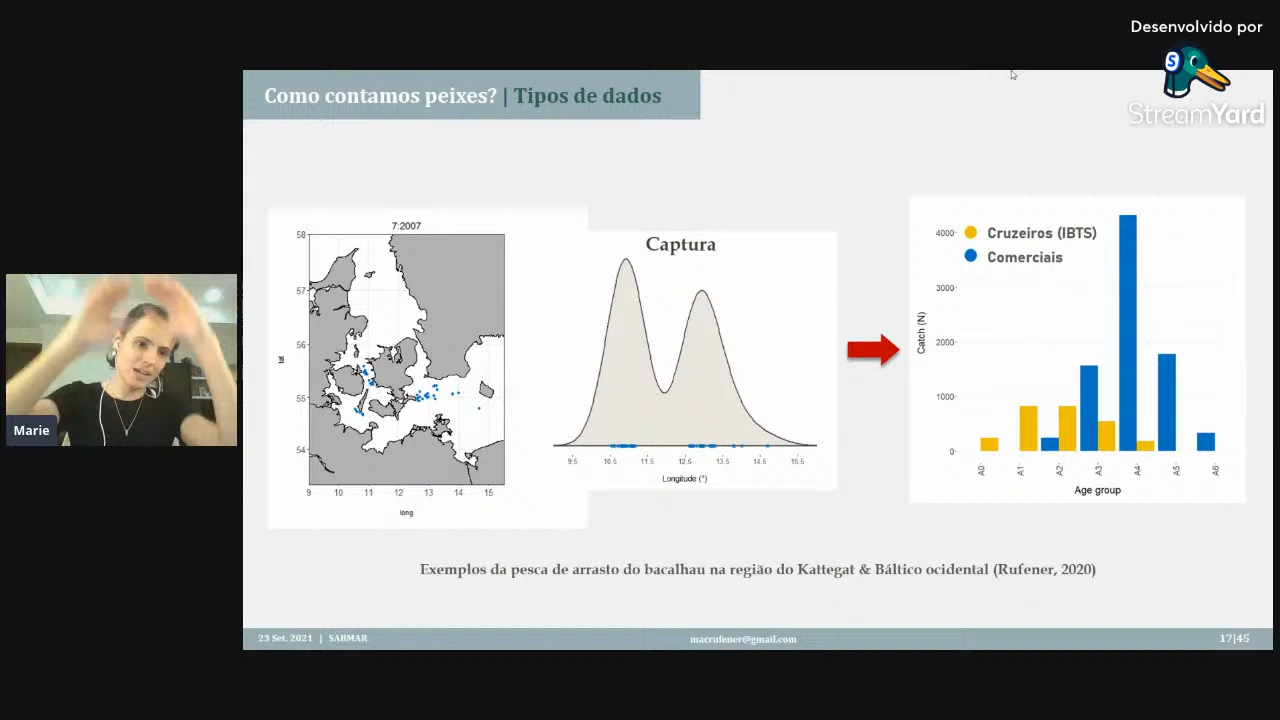 Desenvolvido por
StreamYard
Como contamos peixes? | Tipos de dados
7:2007
58
57
56
55
54
lat
9 10 11 12 13 14 15
long
Captura
9.5 10.5 11.5 12.5 13.5 14.5 15.5
Longitude (°)
Cruzeiros (IBTS)
Comerciais
4000
3000
2000
1000
0
Catch (N)
A0 A1 A2 A3 A4 A5 A6
Age group
Marie
Exemplos da pesca de arrasto do bacalhau na região do Kattegat & Báltico ocidental (Rufener, 2020)
23 Set. 2021 | SABMAR
macrufener@gmail.com
17|45